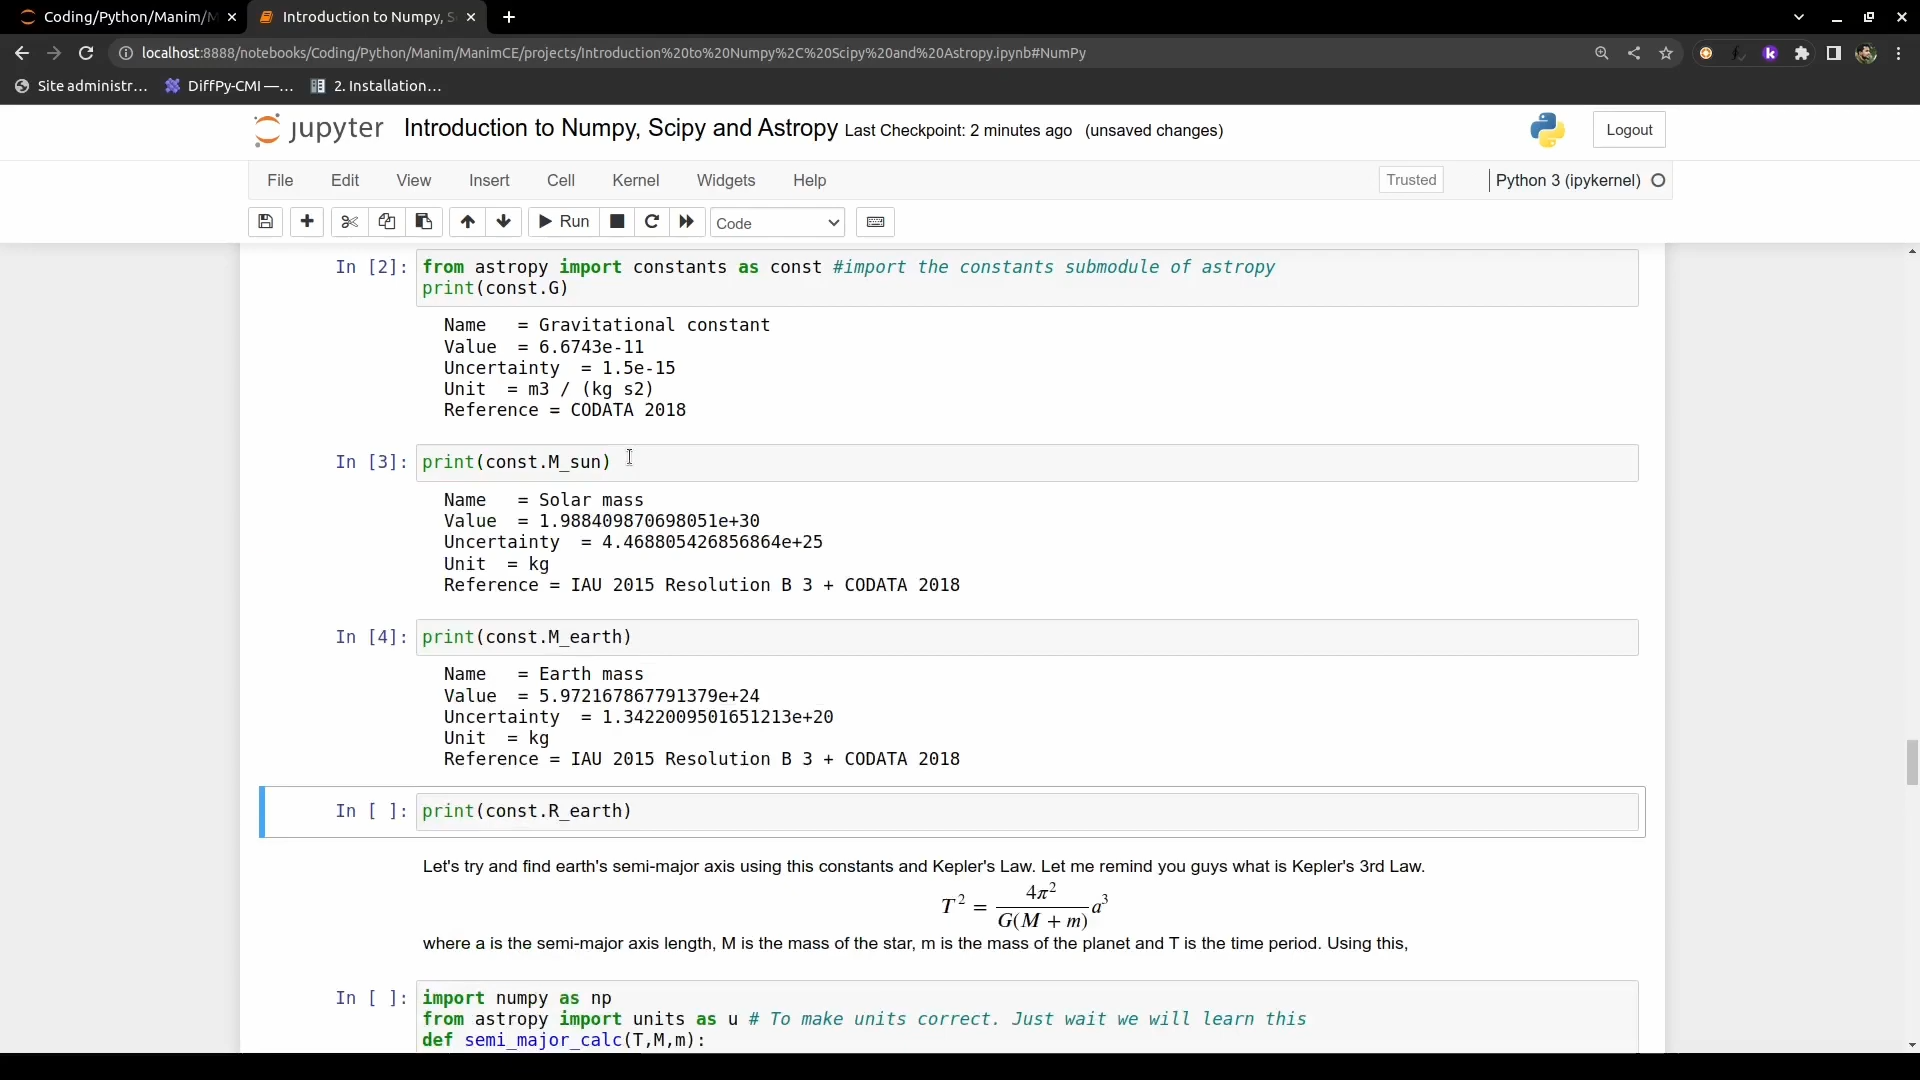 Coding/Python/Manim/M
Introduction to Numpy, S
localhost:8888/notebooks/Coding/Python/Manim/ManimCE/projects/Introduction%20to%20Numpy%2C%20Scipy%20and%20Astropy.ipynb#NumPy
Site administr…
DiffPy-CMI —…
2. Installation…
jupyter Introduction to Numpy, Scipy and Astropy Last Checkpoint: 2 minutes ago (unsaved changes)
Logout
File Edit View Insert Cell Kernel Widgets Help
Trusted
Python 3 (ipykernel)
Run
Code
In [2]: from astropy import constants as const #import the constants submodule of astropy
print(const.G)
Name   = Gravitational constant
Value  = 6.6743e-11
Uncertainty  = 1.5e-15
Unit  = m3 / (kg s2)
Reference = CODATA 2018
In [3]: print(const.M_sun)
Name   = Solar mass
Value  = 1.988409870698051e+30
Uncertainty  = 4.468805426856864e+25
Unit  = kg
Reference = IAU 2015 Resolution B 3 + CODATA 2018
In [4]: print(const.M_earth)
Name   = Earth mass
Value  = 5.972167867791379e+24
Uncertainty  = 1.3422009501651213e+20
Unit  = kg
Reference = IAU 2015 Resolution B 3 + CODATA 2018
In [ ]: print(const.R_earth)
Let's try and find earth's semi-major axis using this constants and Kepler's Law. Let me remind you guys what is Kepler's 3rd Law.
T² = 4π² / G(M + m) a³
where a is the semi-major axis length, M is the mass of the star, m is the mass of the planet and T is the time period. Using this,
In [ ]: import numpy as np
from astropy import units as u # To make units correct. Just wait we will learn this
def semi_major_calc(T,M,m):